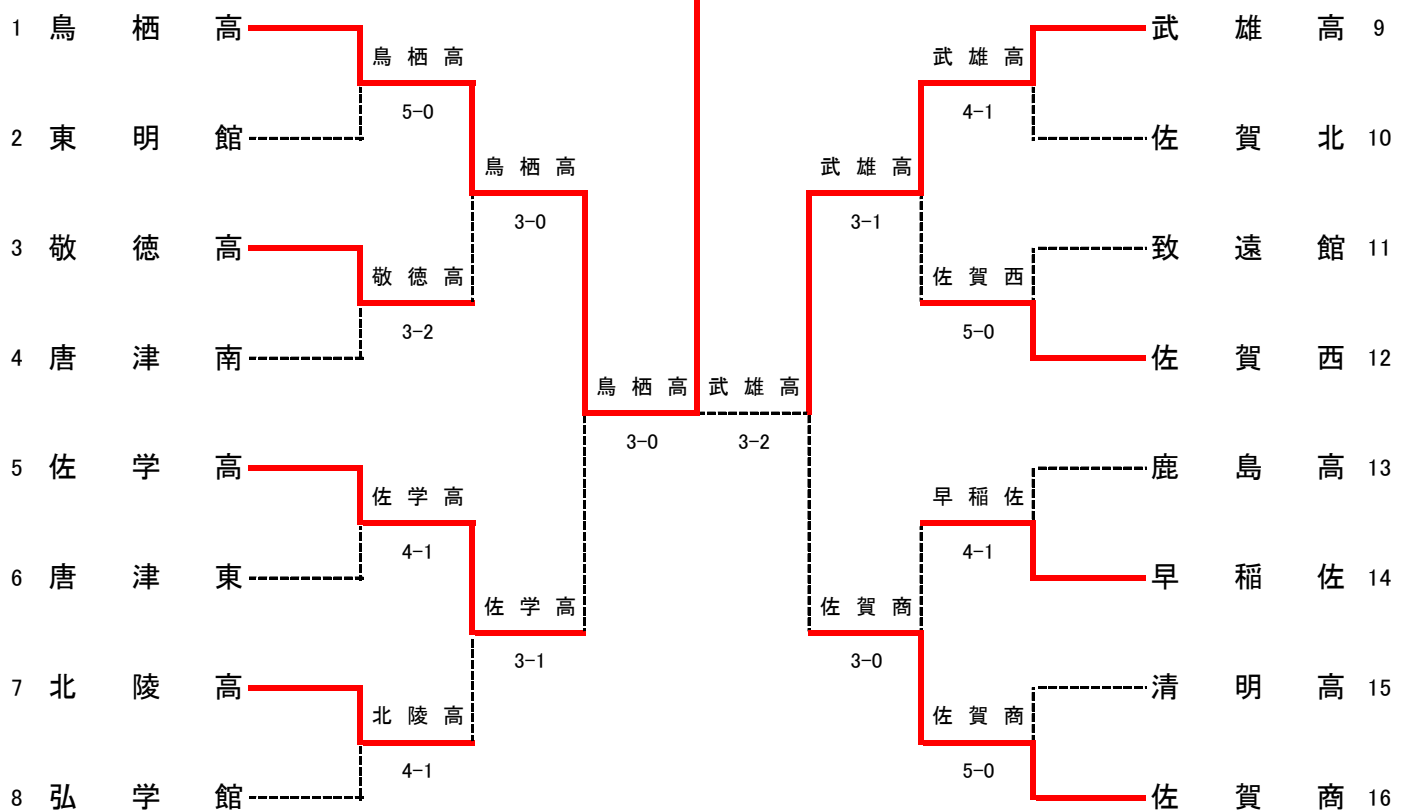 1 鳥栖高
武雄高 9
鳥栖高
武雄高
5-0
4-1
2 東明館
佐賀北 10
鳥栖高
武雄高
3-0
3-1
3 敬徳高
致遠館 11
敬徳高
佐賀西
3-2
5-0
4 唐津南
佐賀西 12
鳥栖高
武雄高
3-0
3-2
5 佐学高
鹿島高 13
佐学高
早稲佐
4-1
4-1
6 唐津東
早稲佐 14
佐学高
佐賀商
3-1
3-0
7 北陵高
清明高 15
北陵高
佐賀商
4-1
5-0
8 弘学館
佐賀商 16